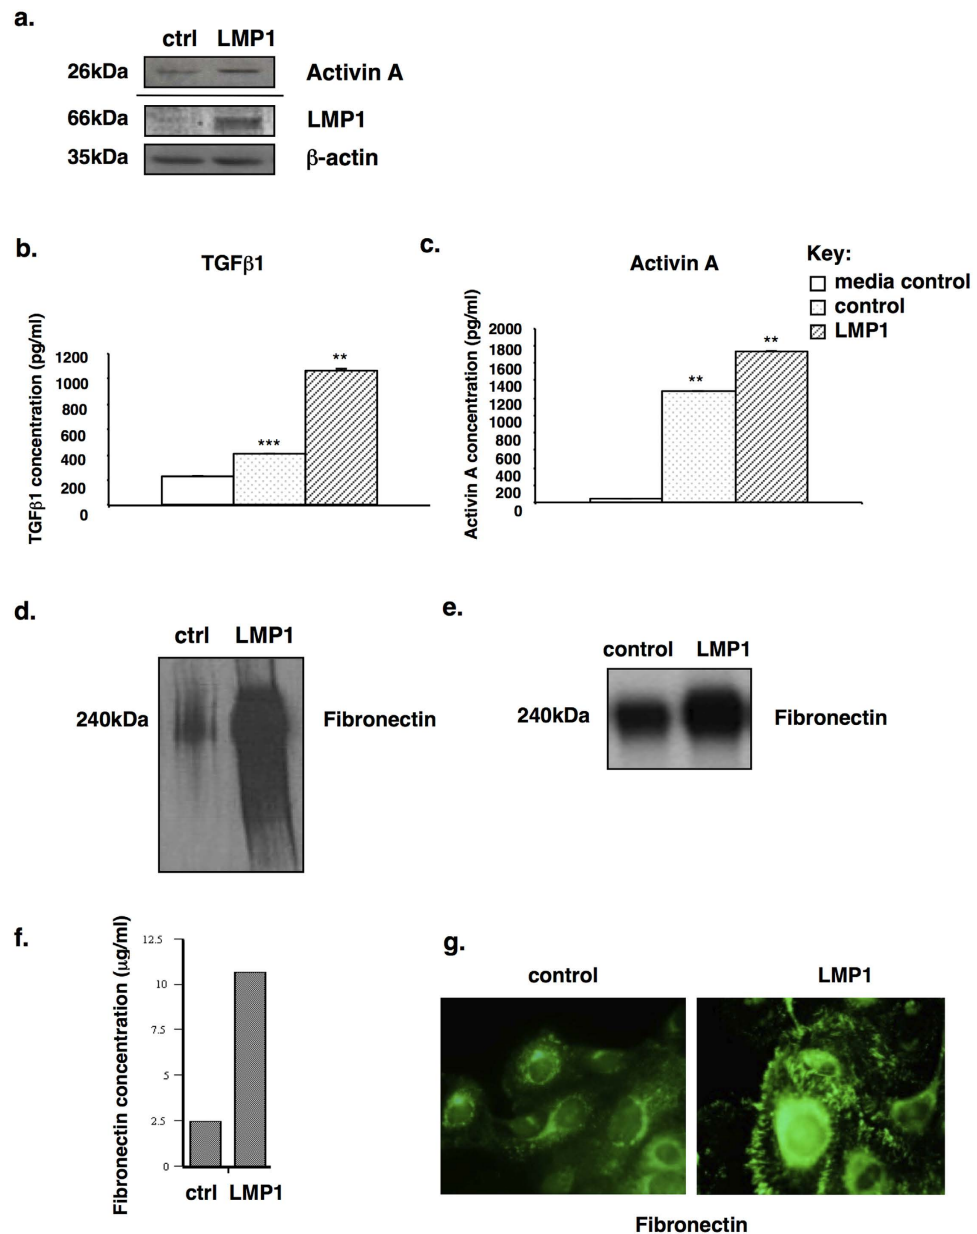 a.
ctrl LMP1
26kDa Activin A
66kDa LMP1
35kDa β-actin
b.
TGFβ1
TGFβ1 concentration (pg/ml)
1200
1000
800
600
400
200
0
***
**
c.
Activin A
Activin A concentration (pg/ml)
2000
1800
1600
1400
1200
1000
800
600
400
200
0
**
**
Key:
media control
control
LMP1
d.
ctrl LMP1
240kDa Fibronectin
e.
control LMP1
240kDa Fibronectin
f.
Fibronectin concentration (μg/ml)
12.5
10
7.5
5
2.5
0
ctrl LMP1
g.
control LMP1
Fibronectin